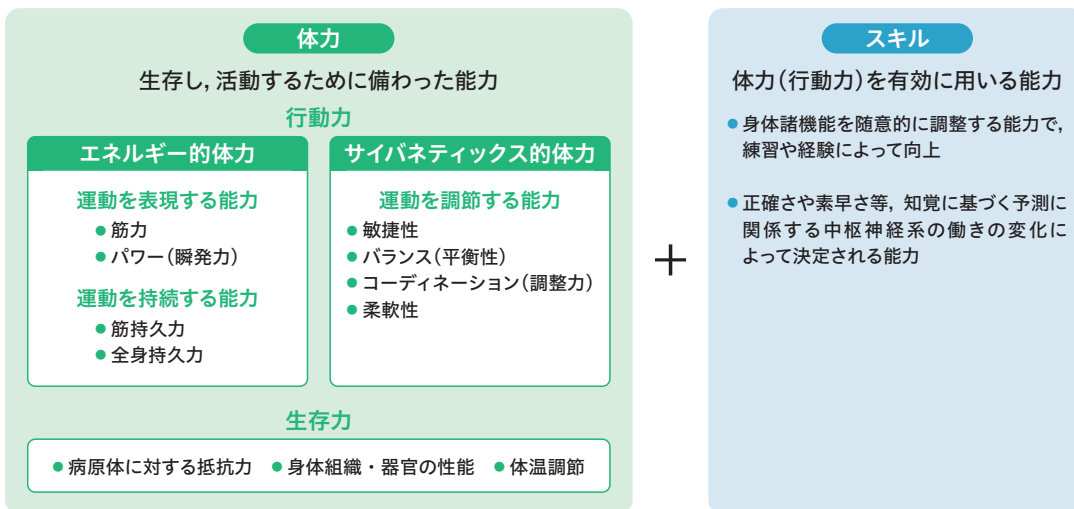 体力
生存し，活動するために備わった能力
行動力
エネルギー的体力
運動を表現する能力
● 筋力
● パワー（瞬発力）
運動を持続する能力
● 筋持久力
● 全身持久力
サイバネティックス的体力
運動を調節する能力
● 敏捷性
● バランス（平衡性）
● コーディネーション（調整力）
● 柔軟性
生存力
● 病原体に対する抵抗力 ● 身体組織・器官の性能 ● 体温調節
＋
スキル
体力（行動力）を有効に用いる能力
● 身体諸機能を随意的に調整する能力で，
練習や経験によって向上
● 正確さや素早さ等，知覚に基づく予測に
関係する中枢神経系の働きの変化に
よって決定される能力